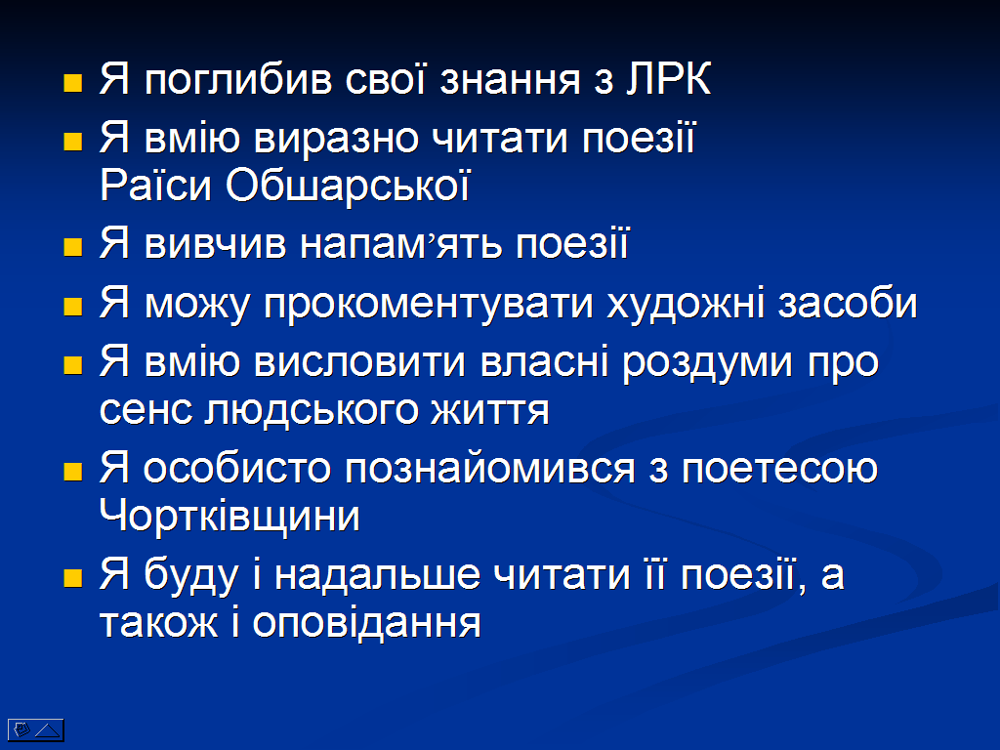 Я поглибив свої знання з ЛРК
Я вмію виразно читати поезії
Раїси Обшарської
Я вивчив напам’ять поезії
Я можу прокоментувати художні засоби
Я вмію висловити власні роздуми про
сенс людського життя
Я особисто познайомився з поетесою
Чортківщини
Я буду і надальше читати її поезії, а
також і оповідання